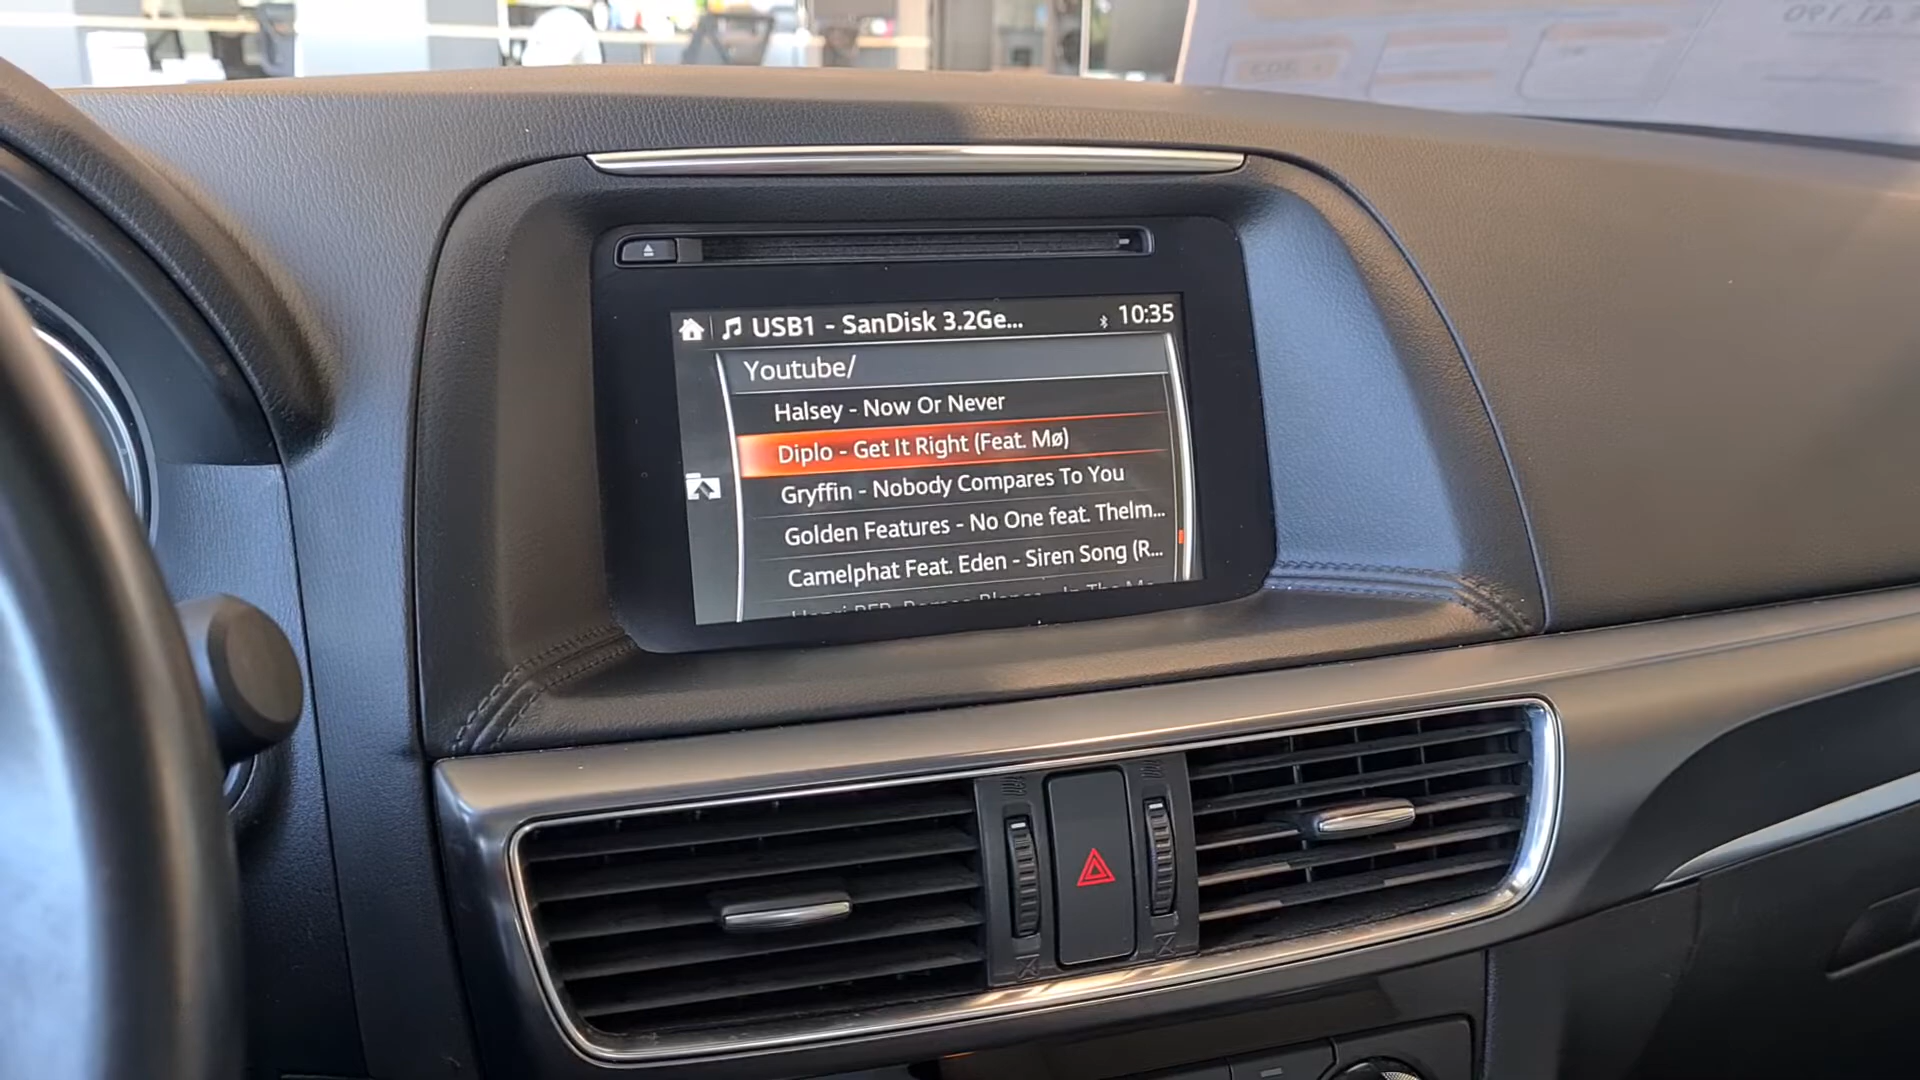 USB1 - SanDisk 3.2Ge...
10:35
Youtube/
Halsey - Now Or Never
Diplo - Get It Right (Feat. Mø)
Gryffin - Nobody Compares To You
Golden Features - No One feat. Thelm...
Camelphat Feat. Eden - Siren Song (R...